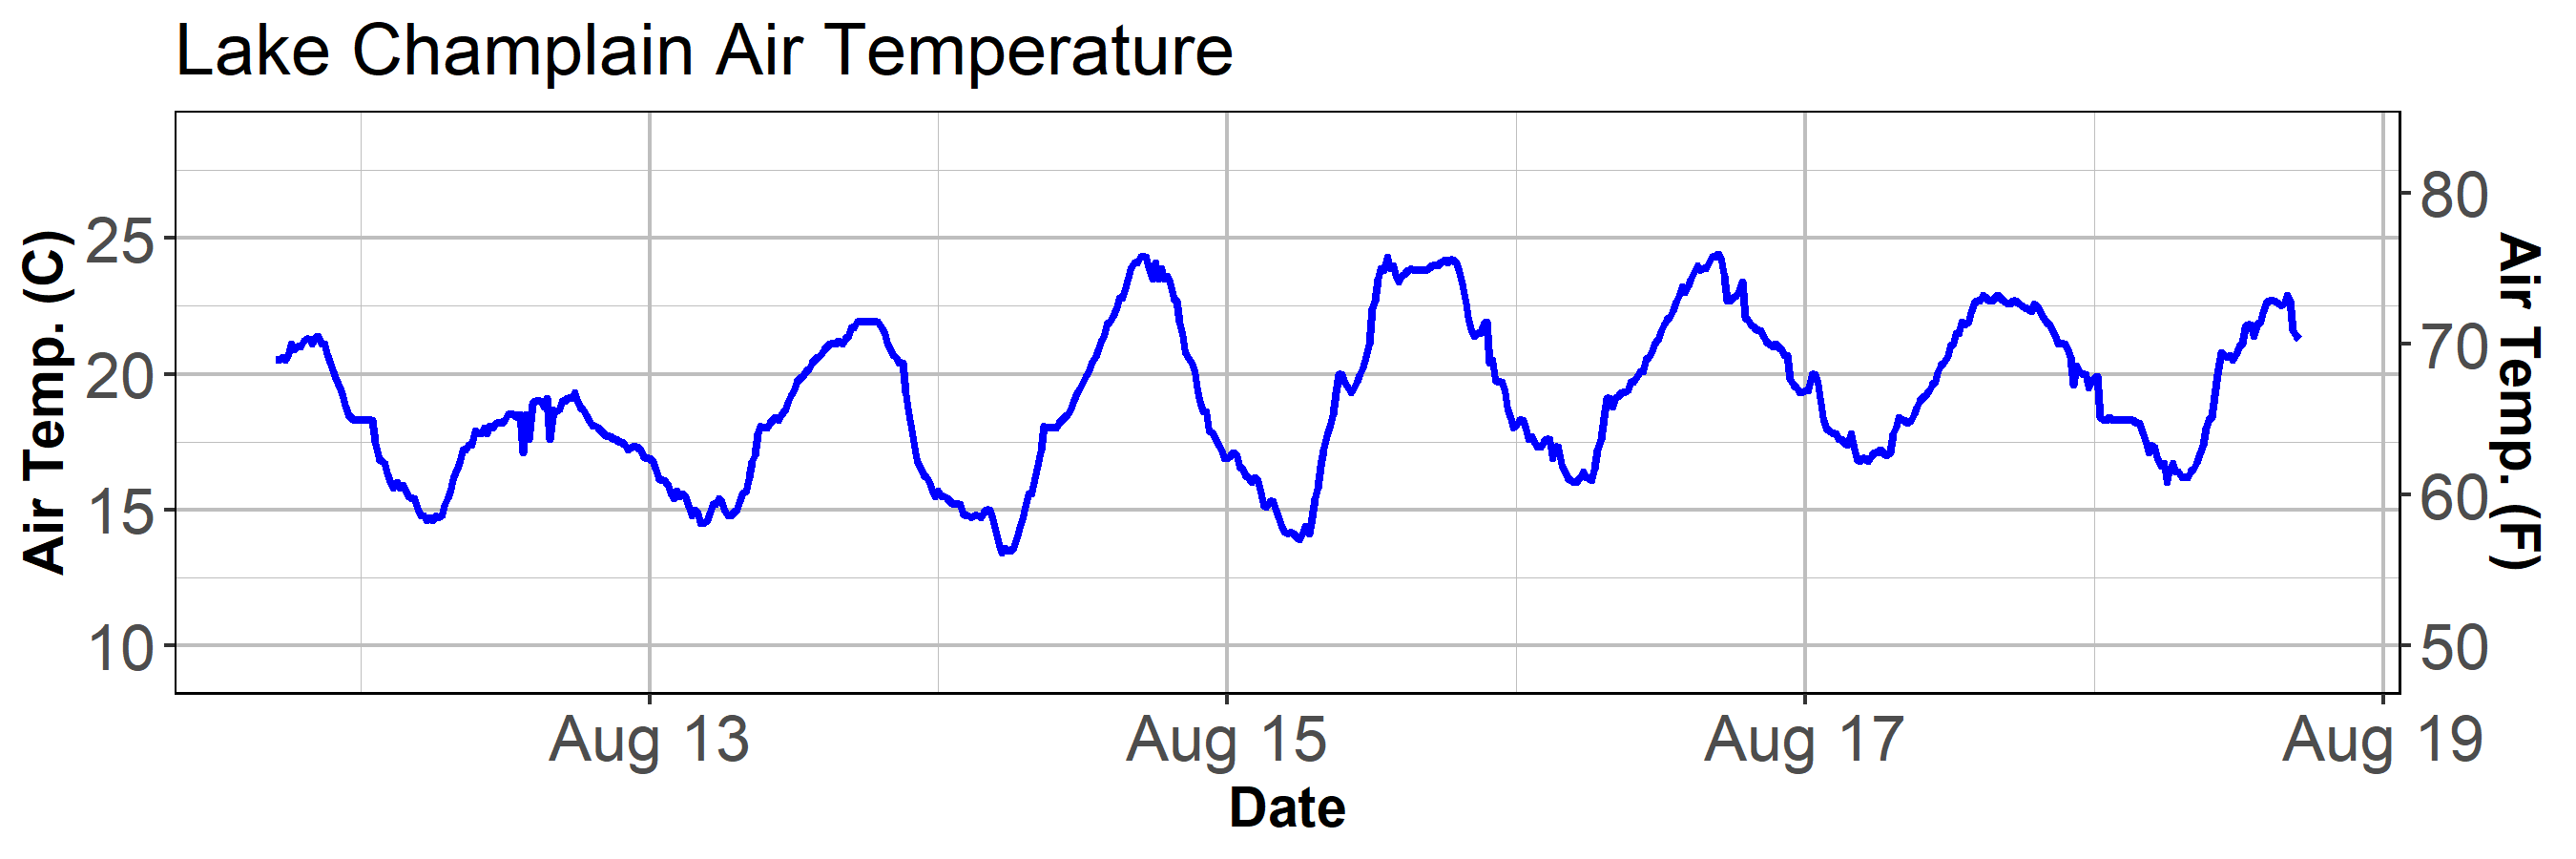 Lake Champlain Air Temperature
Air Temp. (C)
25
20
15
10
80
70
60
50
Air Temp. (F)
Aug 13
Aug 15
Aug 17
Aug 19
Date